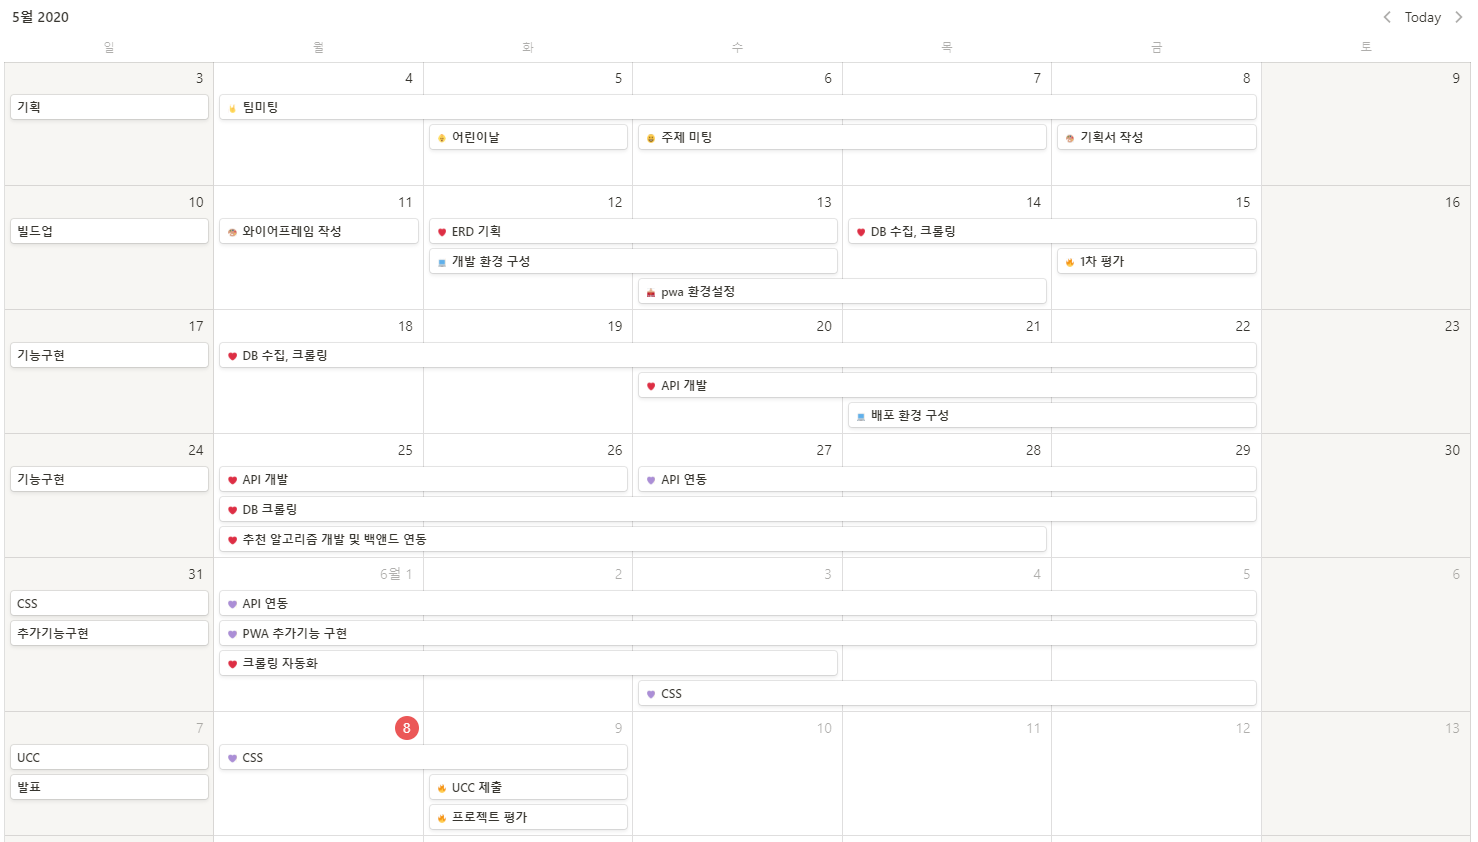 5월 2020
Today
일 월 화 수 목 금 토
3 4 5 6 7 8 9
기획
팀미팅
어린이날
주제 미팅
기획서 작성
10 11 12 13 14 15 16
빌드업
와이어프레임 작성
ERD 기획
DB 수집, 크롤링
개발 환경 구성
1차 평가
pwa 환경설정
17 18 19 20 21 22 23
기능구현
DB 수집, 크롤링
API 개발
배포 환경 구성
24 25 26 27 28 29 30
기능구현
API 개발
API 연동
DB 크롤링
추천 알고리즘 개발 및 백앤드 연동
31 6월 1 2 3 4 5 6
CSS
API 연동
추가기능구현
PWA 추가기능 구현
크롤링 자동화
CSS
7 8 9 10 11 12 13
UCC
CSS
발표
UCC 제출
프로젝트 평가